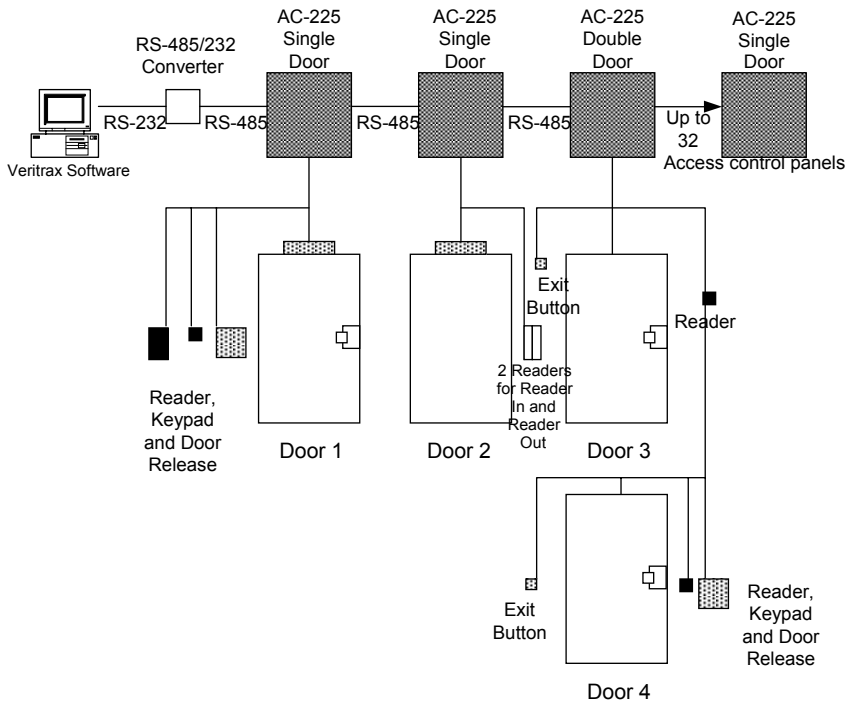 AC-225
Single
Door
AC-225
Single
Door
AC-225
Double
Door
AC-225
Single
Door
RS-485/232
Converter
RS-232
RS-485
RS-485
RS-485
Up to
32
Access control panels
Veritrax Software
Exit
Button
Reader
2 Readers
for Reader
In and
Reader
Out
Reader,
Keypad
and Door
Release
Door 1
Door 2
Door 3
Exit
Button
Reader,
Keypad
and Door
Release
Door 4